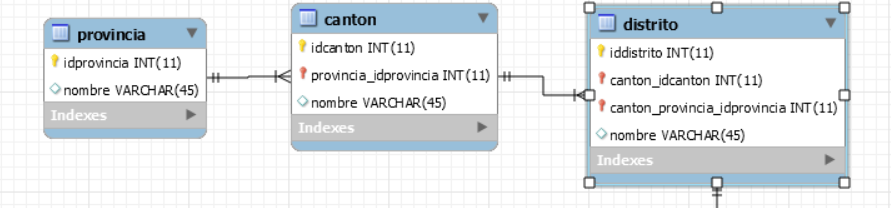 provincia
idprovincia INT(11)
nombre VARCHAR(45)
Indexes
canton
idcanton INT(11)
provincia_idprovincia INT(11)
nombre VARCHAR(45)
Indexes
distrito
iddistrito INT(11)
canton_idcanton INT(11)
canton_provincia_idprovincia INT(11)
nombre VARCHAR(45)
Indexes